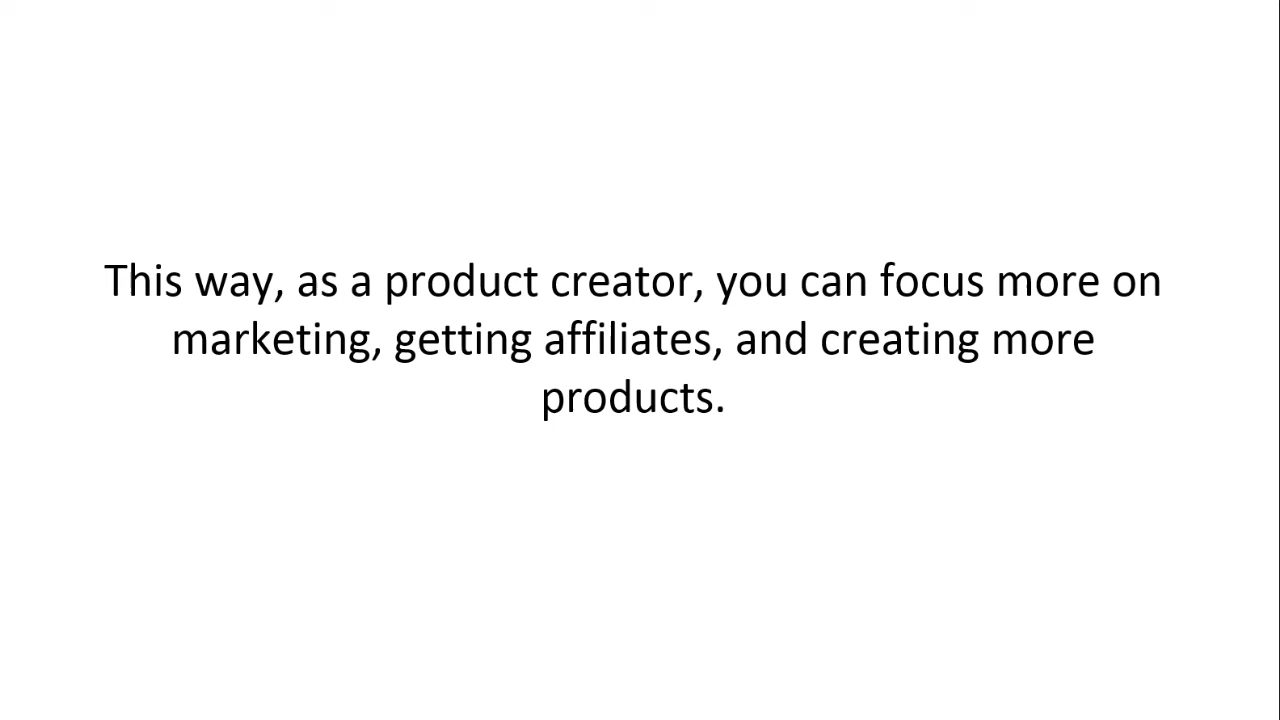 This way, as a product creator, you can focus more on
marketing, getting affiliates, and creating more
products.